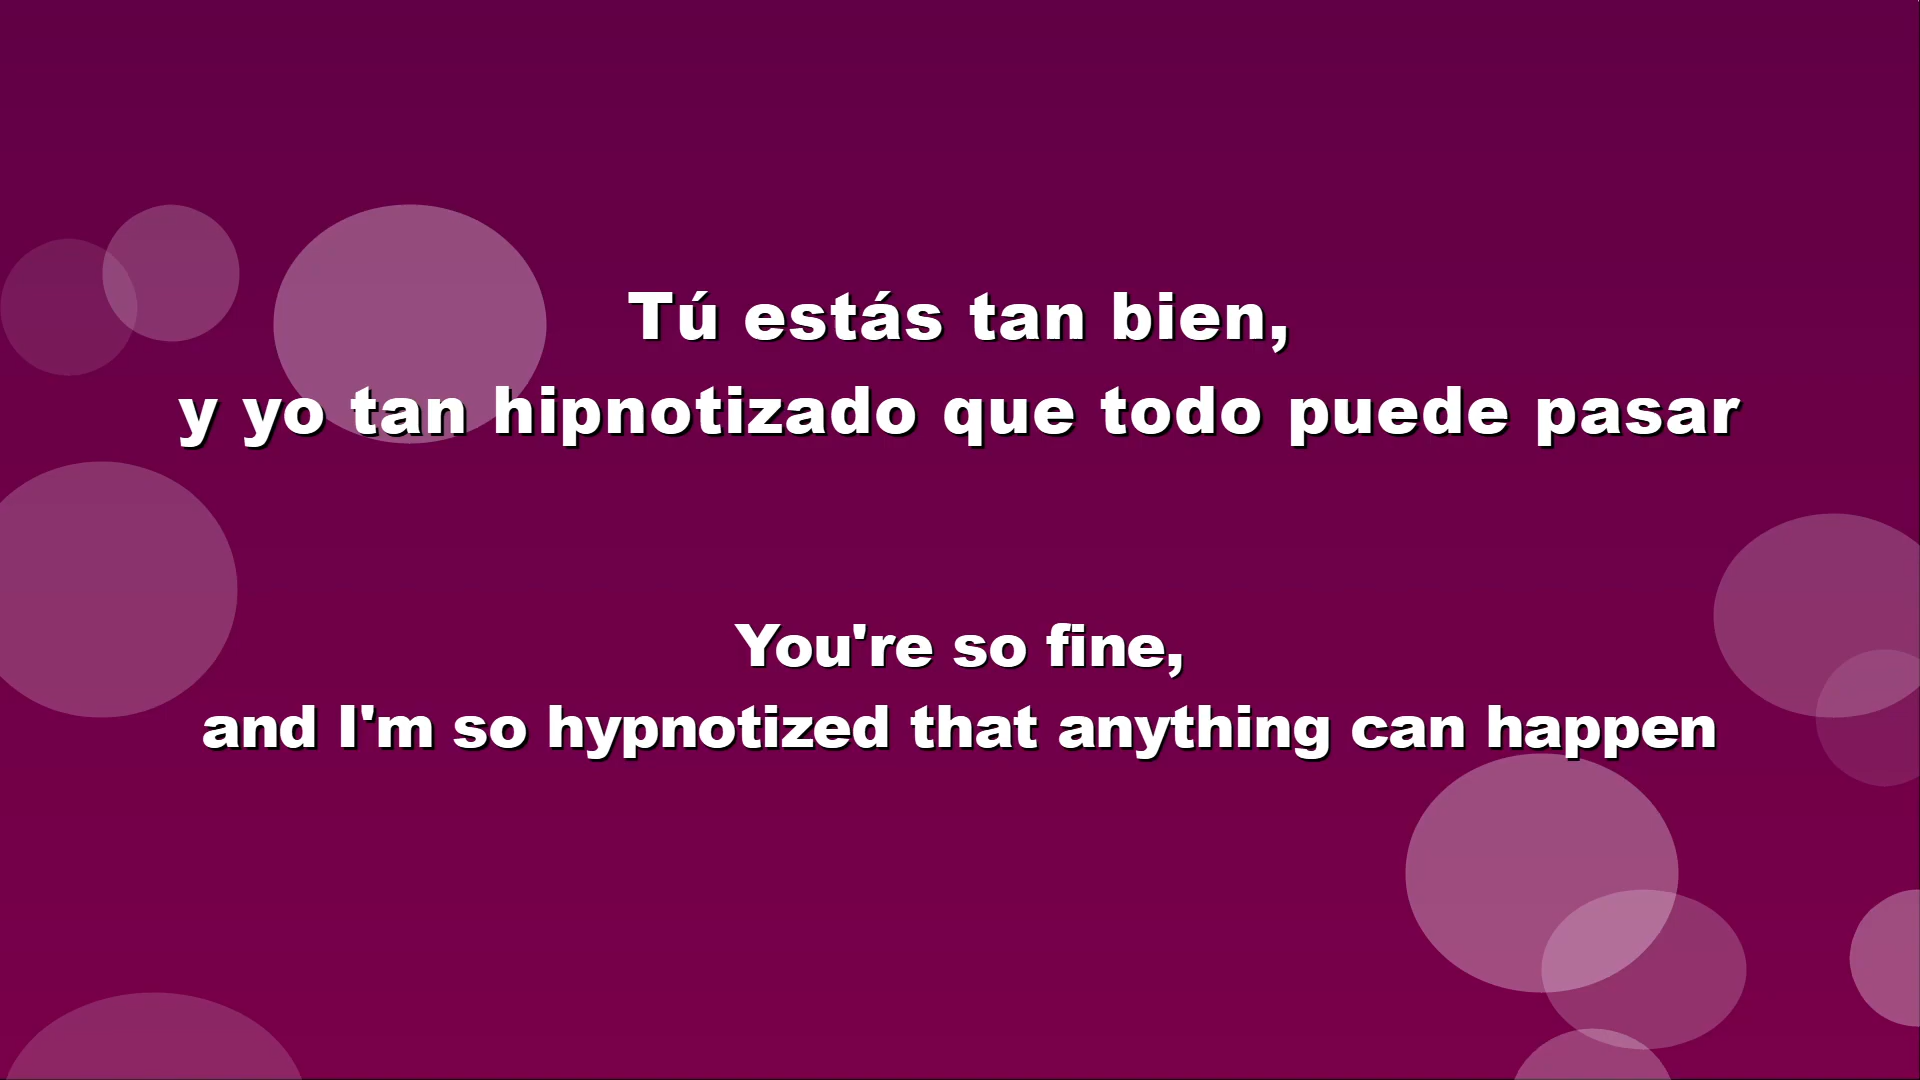 Tú estás tan bien,
y yo tan hipnotizado que todo puede pasar
You're so fine,
and I'm so hypnotized that anything can happen